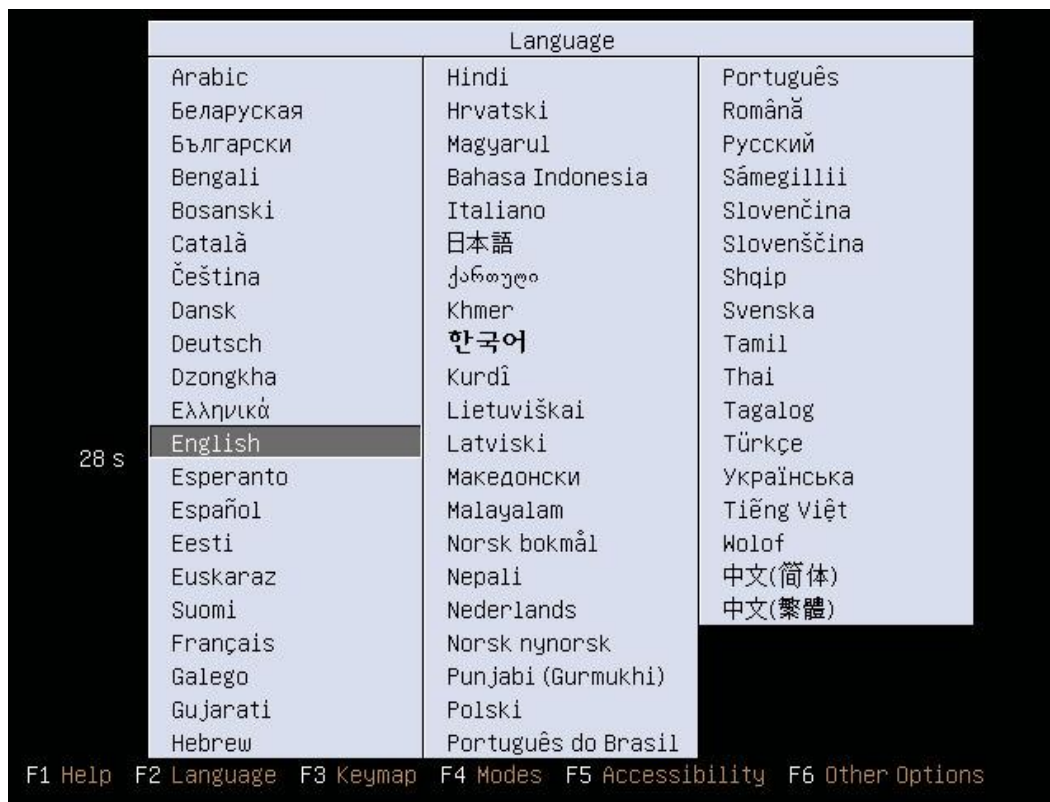 Language
Arabic
Беларуская
Български
Bengali
Bosanski
Català
Čeština
Dansk
Deutsch
Dzongkha
Ελληνικά
English
Esperanto
Español
Eesti
Euskaraz
Suomi
Français
Galego
Gujarati
Hebrew
Hindi
Hrvatski
Magyarul
Bahasa Indonesia
Italiano
日本語
ქართული
Khmer
한국어
Kurdî
Lietuviškai
Latviski
Македонски
Malayalam
Norsk bokmål
Nepali
Nederlands
Norsk nynorsk
Punjabi (Gurmukhi)
Polski
Português do Brasil
Português
Română
Русский
Sámegillii
Slovenčina
Slovenščina
Shqip
Svenska
Tamil
Thai
Tagalog
Türkçe
Українська
Tiếng Việt
Wolof
中文(简体)
中文(繁體)
28 s
F1 Help F2 Language F3 Keymap F4 Modes F5 Accessibility F6 Other Options